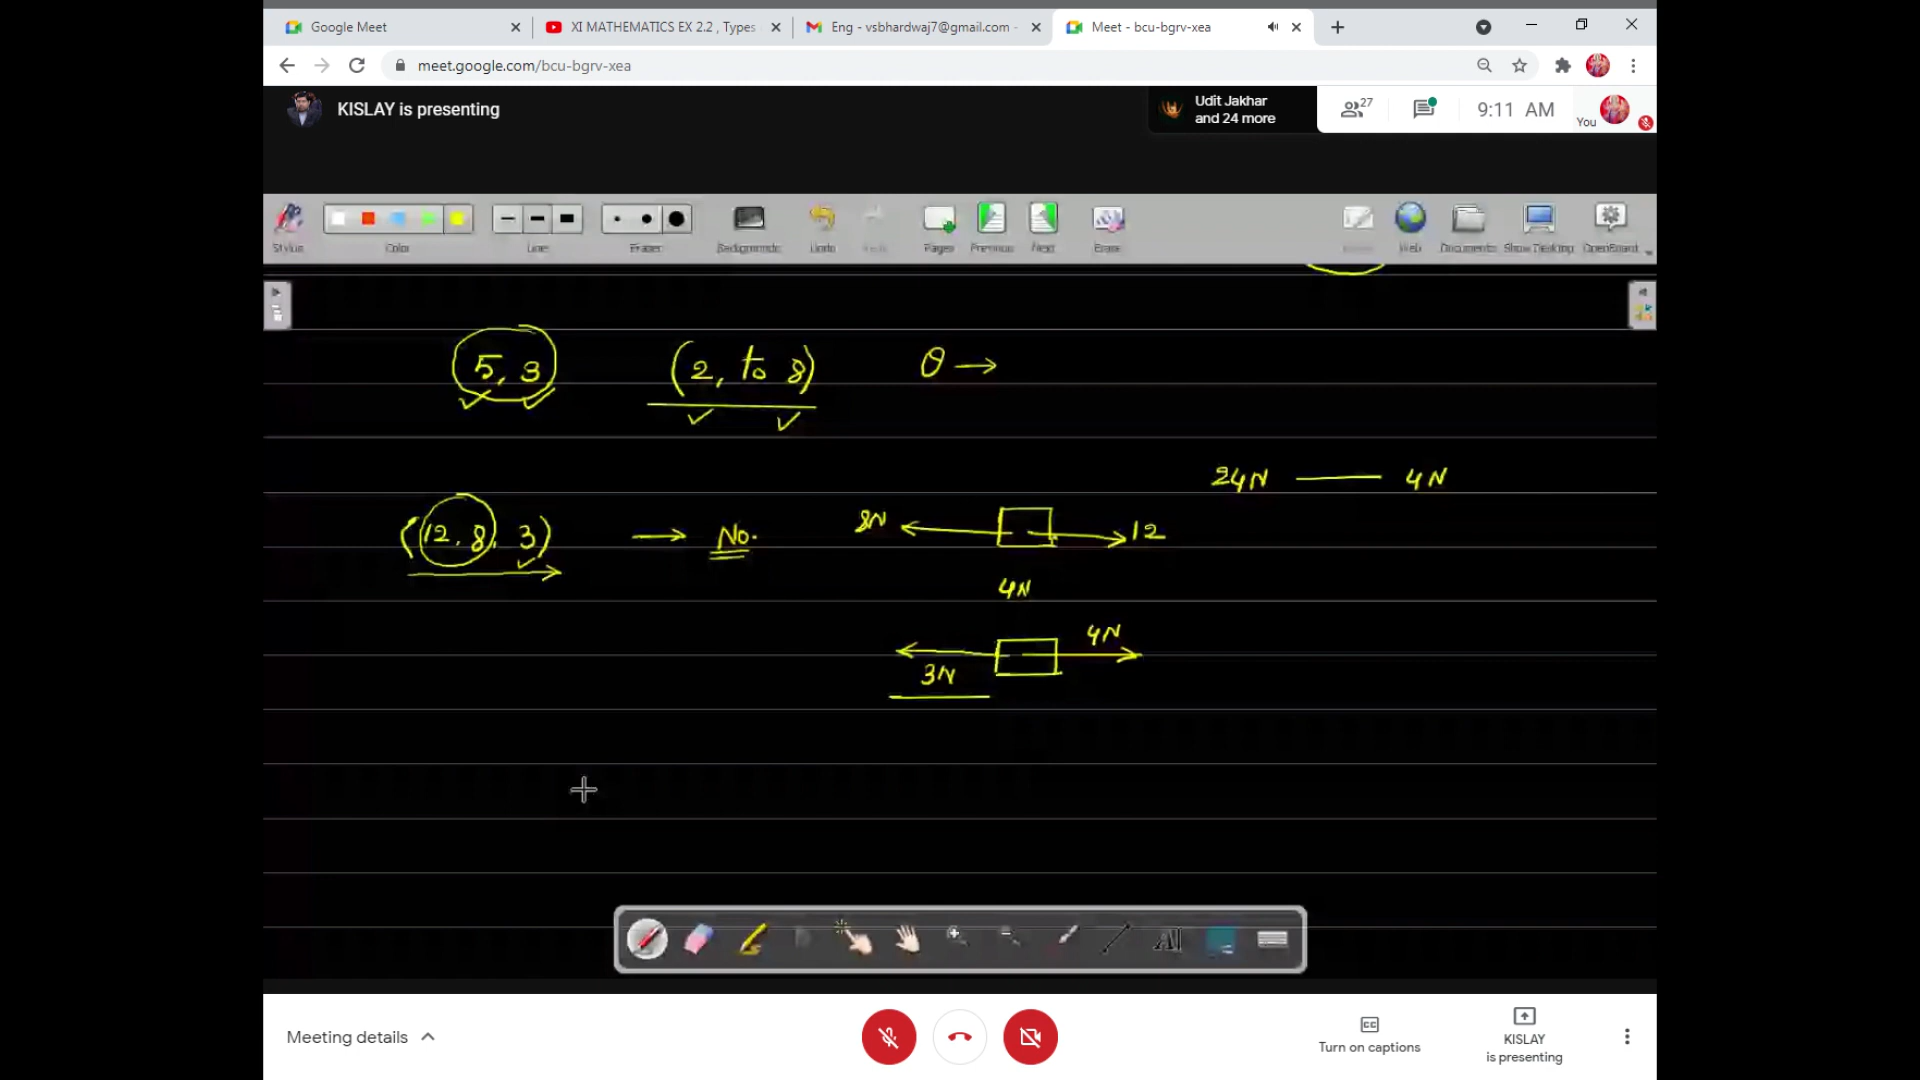 Google Meet
XI MATHEMATICS EX 2.2 , Types
Eng - vsbhardwaj7@gmail.com -
Meet - bcu-bgrv-xea
meet.google.com/bcu-bgrv-xea
KISLAY is presenting
Udit Jakhar
and 24 more
27
9:11 AM
You
Stylus
Color
Line
Eraser
Backgrounds
Undo
Pages
Previous
Next
Erase
Web
Documents
Show Desktop
OpenBoard
5, 3 (2, to 8) θ →
24N — 4N
(12, 8, 3) → No. 8N 12
4N
4N
3N
AI
Meeting details
CC
Turn on captions
KISLAY
is presenting